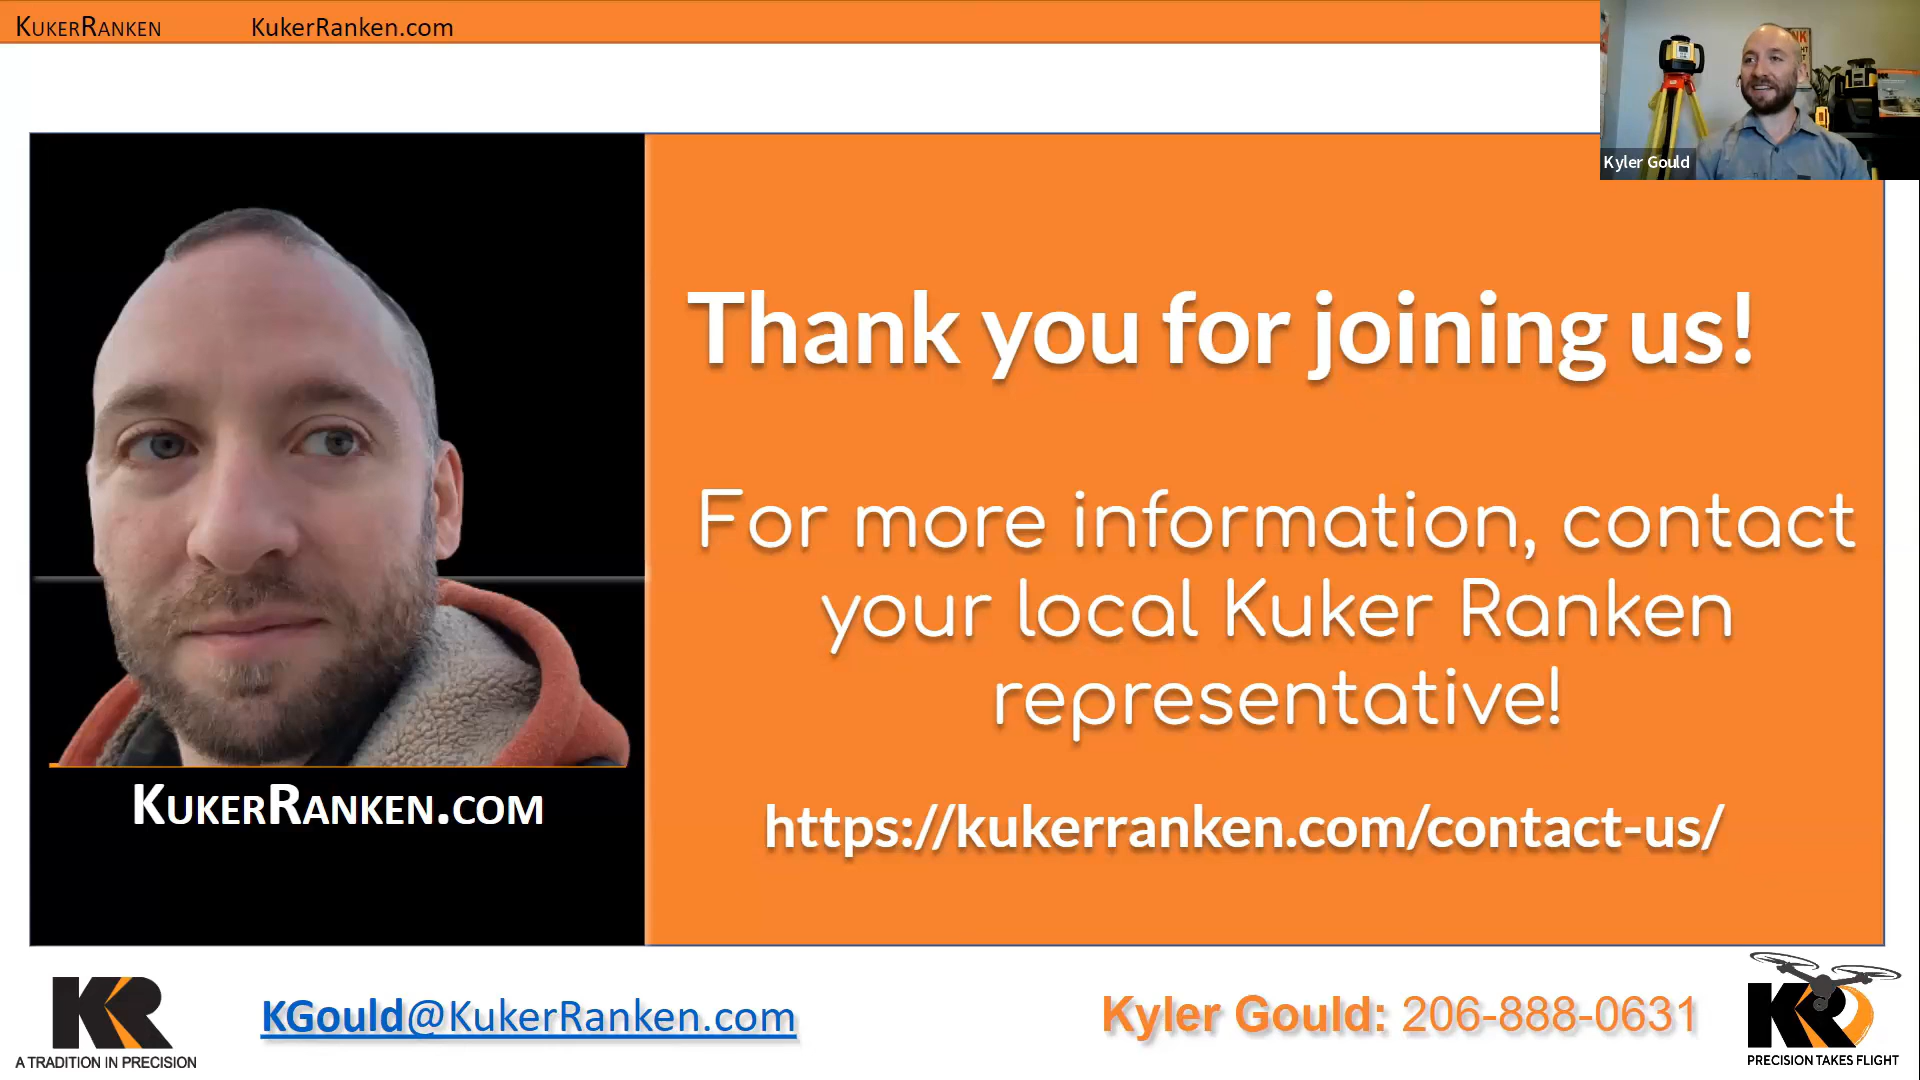 KUKERRANKEN KukerRanken.com
Kyler Gould
Thank you for joining us!
For more information, contact
your local Kuker Ranken
representative!
https://kukerranken.com/contact-us/
KUKERRANKEN.COM
KR
A TRADITION IN PRECISION
KGould@KukerRanken.com
Kyler Gould: 206-888-0631
KR
PRECISION TAKES FLIGHT